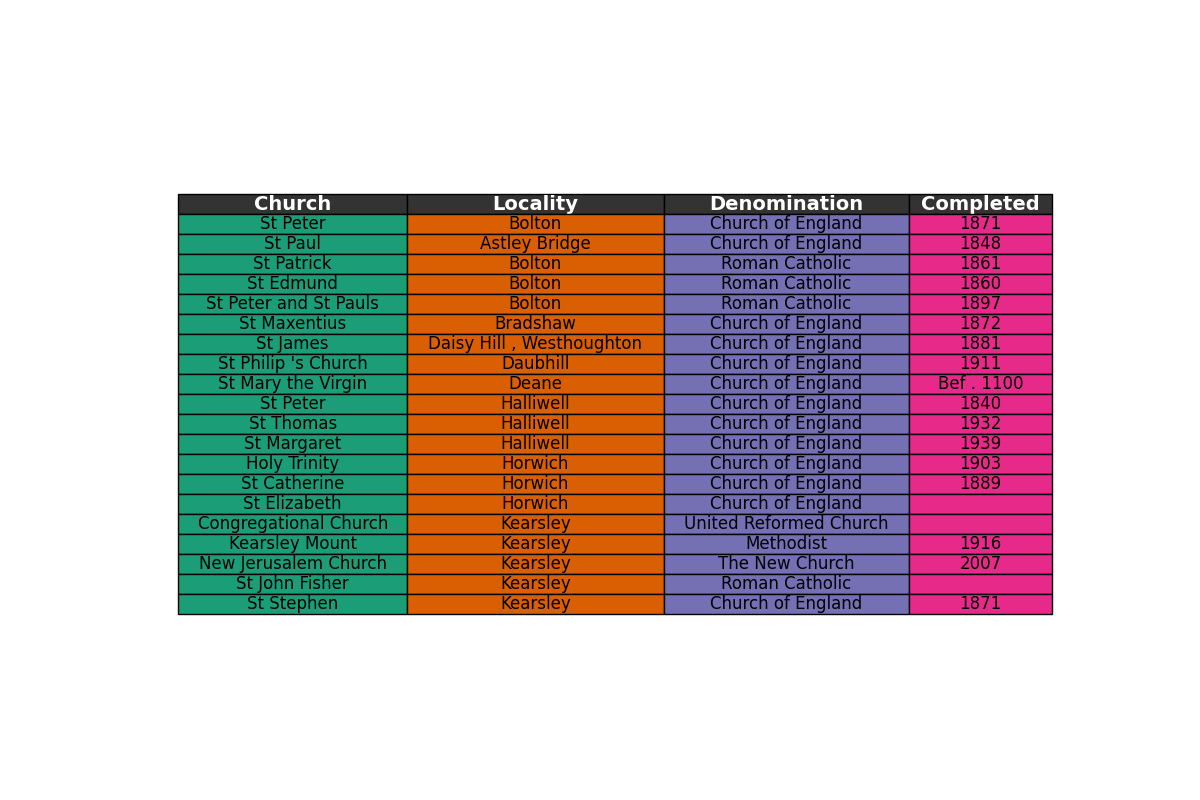 Church Locality Denomination Completed
St Peter Bolton Church of England 1871
St Paul Astley Bridge Church of England 1848
St Patrick Bolton Roman Catholic 1861
St Edmund Bolton Roman Catholic 1860
St Peter and St Pauls Bolton Roman Catholic 1897
St Maxentius Bradshaw Church of England 1872
St James Daisy Hill , Westhoughton Church of England 1881
St Philip 's Church Daubhill Church of England 1911
St Mary the Virgin Deane Church of England Bef . 1100
St Peter Halliwell Church of England 1840
St Thomas Halliwell Church of England 1932
St Margaret Halliwell Church of England 1939
Holy Trinity Horwich Church of England 1903
St Catherine Horwich Church of England 1889
St Elizabeth Horwich Church of England
Congregational Church Kearsley United Reformed Church
Kearsley Mount Kearsley Methodist 1916
New Jerusalem Church Kearsley The New Church 2007
St John Fisher Kearsley Roman Catholic
St Stephen Kearsley Church of England 1871